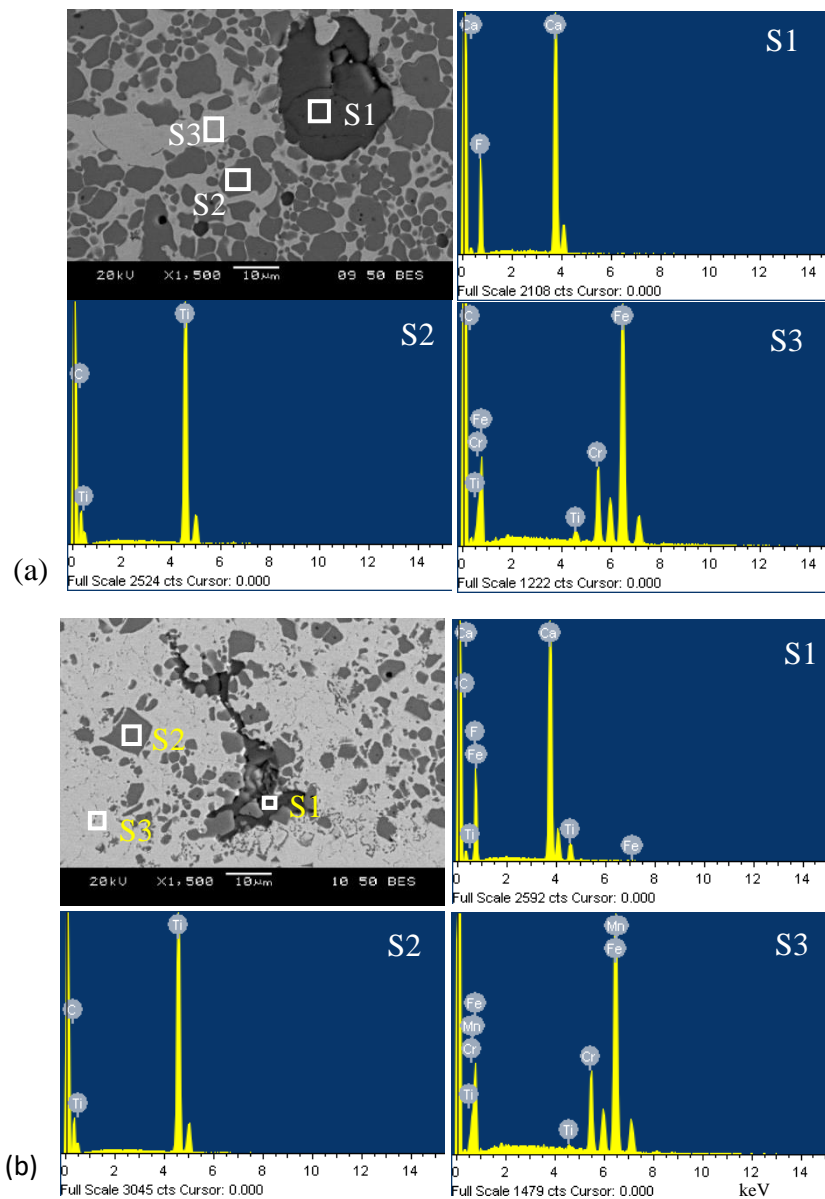 S1
S3
S2
20kV X1,500 10µm 09 50 BES
S1
Ca Ca
F
0 2 4 6 8 10 12 14
Full Scale 2108 cts Cursor: 0.000
S2
Ti
C
Ti
0 2 4 6 8 10 12 14
Full Scale 2524 cts Cursor: 0.000
S3
C Fe
Fe
Cr Cr
Ti Ti
0 2 4 6 8 10 12 14
Full Scale 1222 cts Cursor: 0.000
(a)
S2
S1
S3
20kV X1,500 10µm 10 50 BES
S1
Ca Ca
C
F
Fe
Ti Ti Fe
0 2 4 6 8 10 12 14
Full Scale 2592 cts Cursor: 0.000
S2
Ti
C
Ti
0 2 4 6 8 10 12 14
Full Scale 3045 cts Cursor: 0.000
S3
Mn
Fe
Fe
Mn
Cr Cr
Ti Ti
0 2 4 6 8 10 12 14
Full Scale 1479 cts Cursor: 0.000 keV
(b)